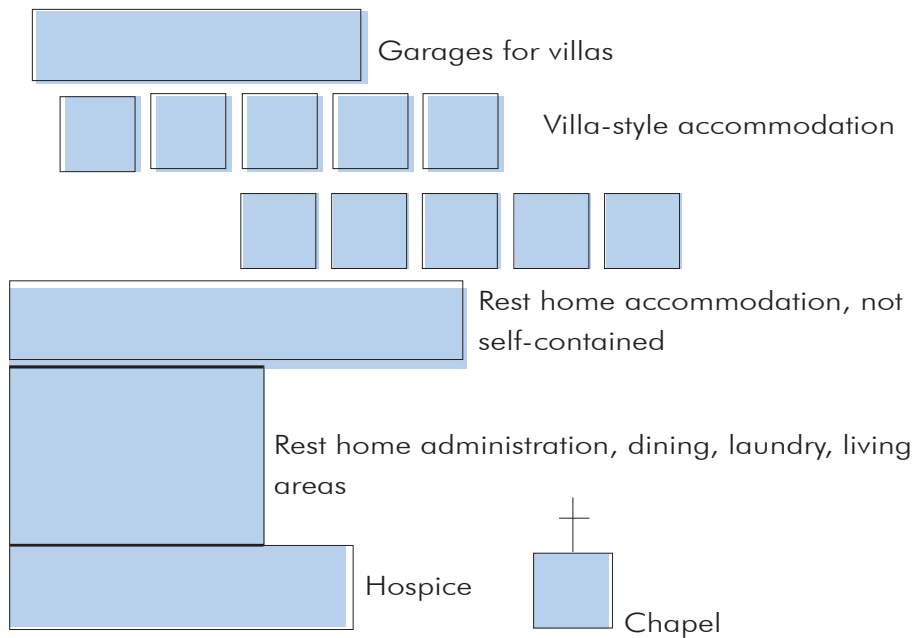 Garages for villas
Villa-style accommodation
Rest home accommodation, not
self-contained
Rest home administration, dining, laundry, living
areas
Hospice
Chapel